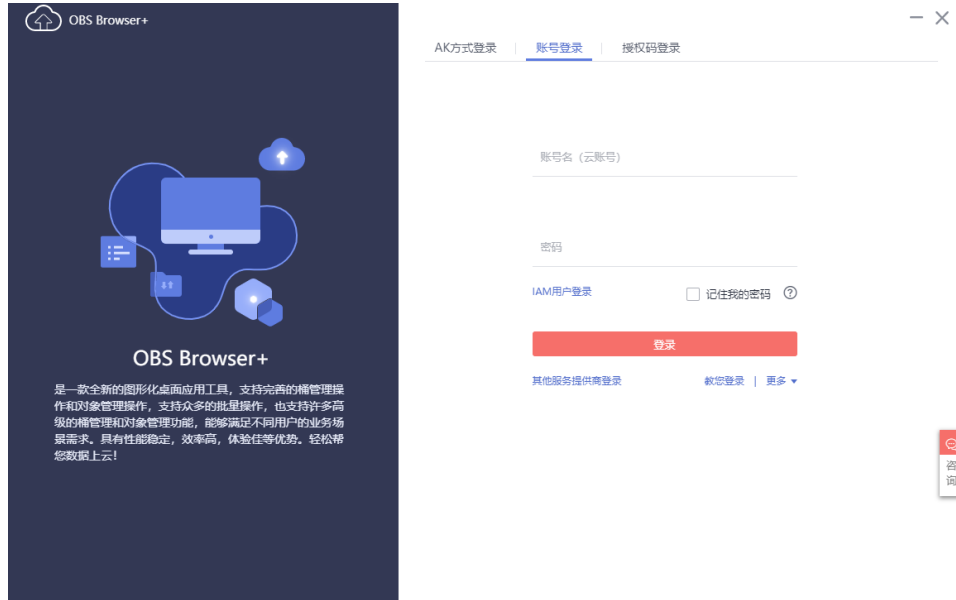 OBS Browser+
AK方式登录
账号登录
授权码登录
账号名（云账号）
密码
IAM用户登录
记住我的密码
登录
其他服务提供商登录
教您登录 | 更多
OBS Browser+
是一款全新的图形化桌面应用工具，支持完善的桶管理操
作和对象管理操作，支持众多的批量操作，也支持许多高
级的桶管理和对象管理功能，能够满足不同用户的业务场
景需求。具有性能稳定，效率高，体验佳等优势。轻松帮
您数据上云！
咨
询